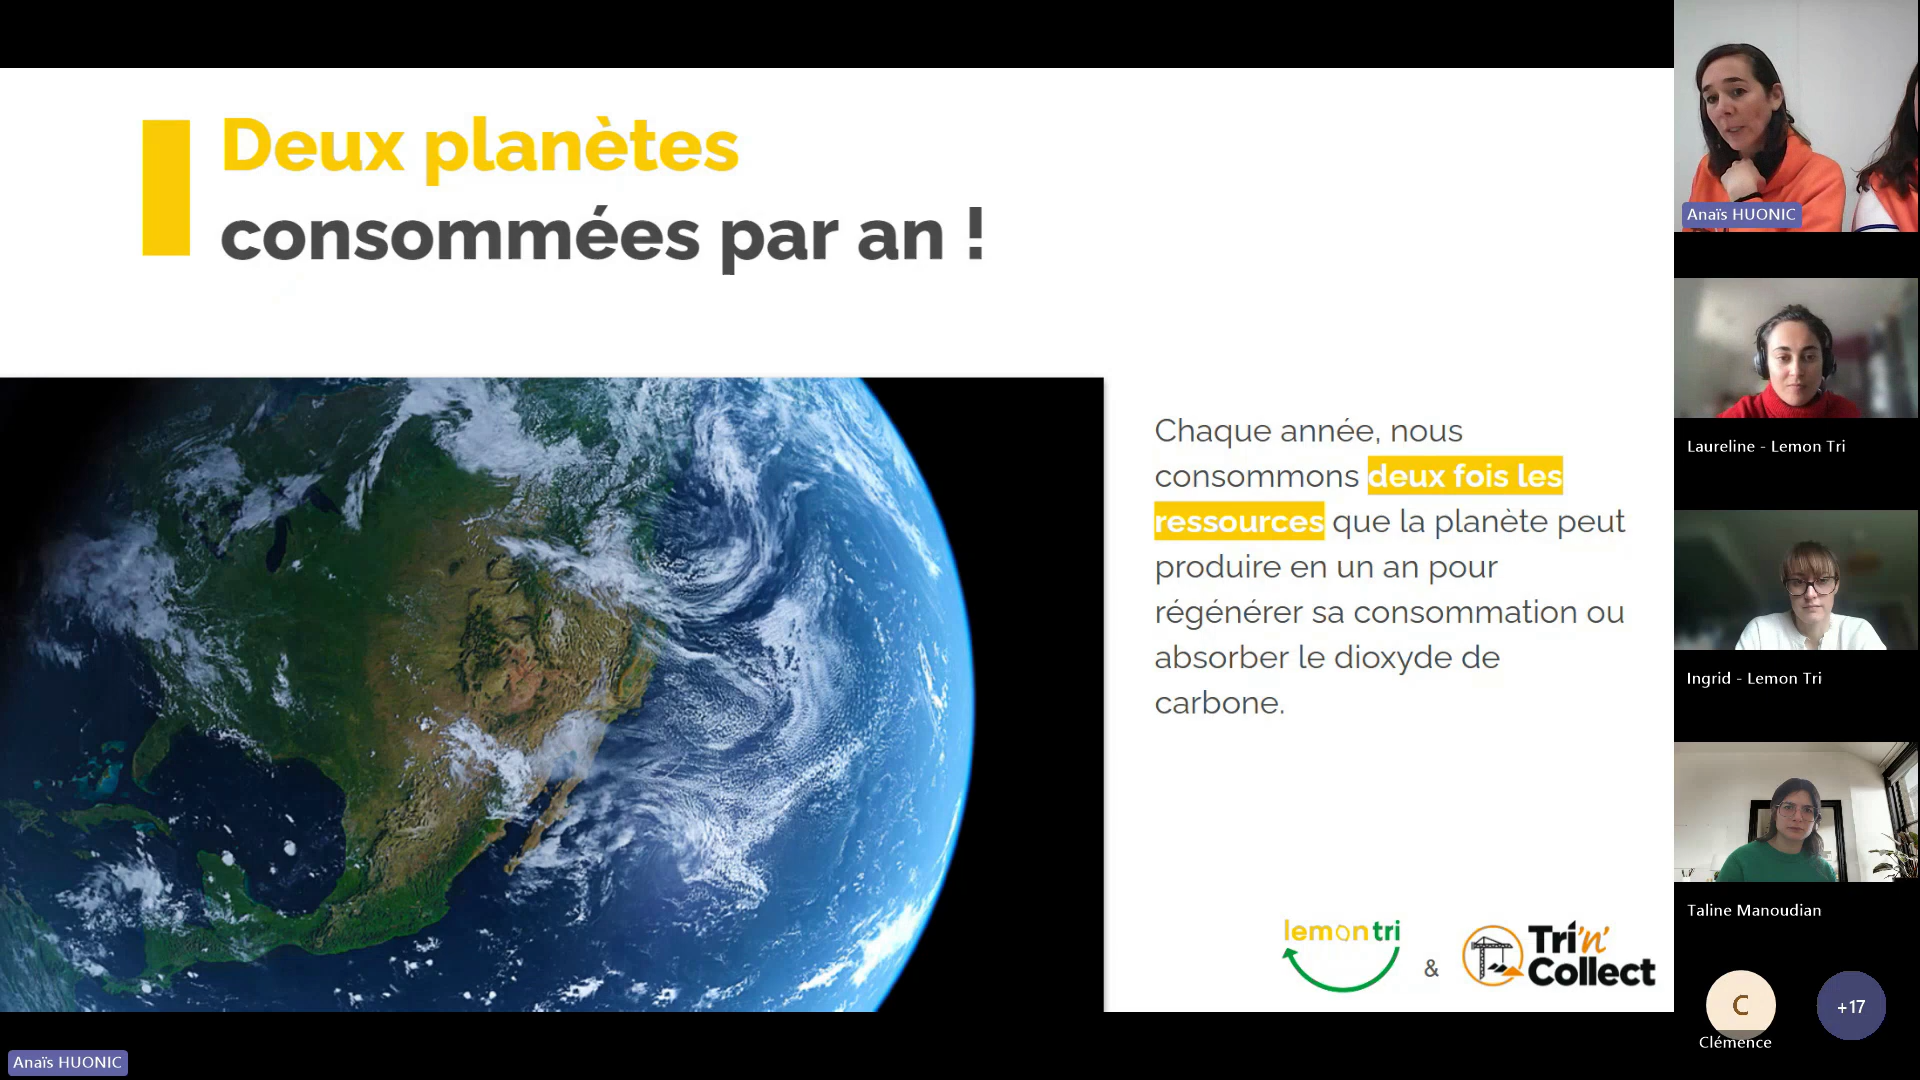 Deux planètes
consommées par an !
Chaque année, nous
consommons deux fois les
ressources que la planète peut
produire en un an pour
régénérer sa consommation ou
absorber le dioxyde de
carbone.
lemon tri
&
Tri'n'
Collect
Anaïs HUONIC
Laureline - Lemon Tri
Ingrid - Lemon Tri
Taline Manoudian
C
Clémence
+17
Anaïs HUONIC